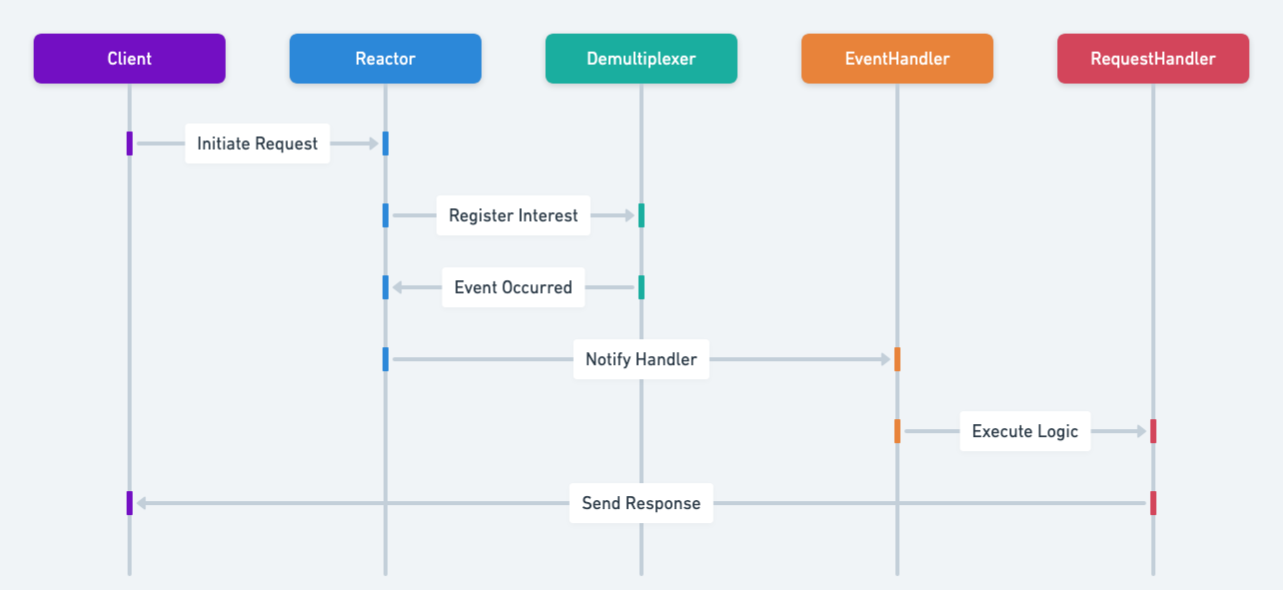 Client
Reactor
Demultiplexer
EventHandler
RequestHandler
Initiate Request
Register Interest
Event Occurred
Notify Handler
Execute Logic
Send Response